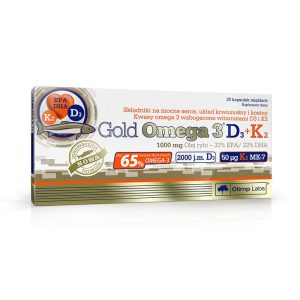 30 kapsułek miękkich
Suplement diety
Składniki na mocne serce, układ krwionośny i kostny
Kwasy omega 3 wzbogacone witaminami D3 i K2
EPA
DHA
K2
D3
Gold Omega 3 D3+K2
1000 mg Olej rybi - 33% EPA/ 22% DHA
NOWA
65%
OMEGA-3
2000 j.m. D3
50 µg K2 MK-7
Olimp Labs